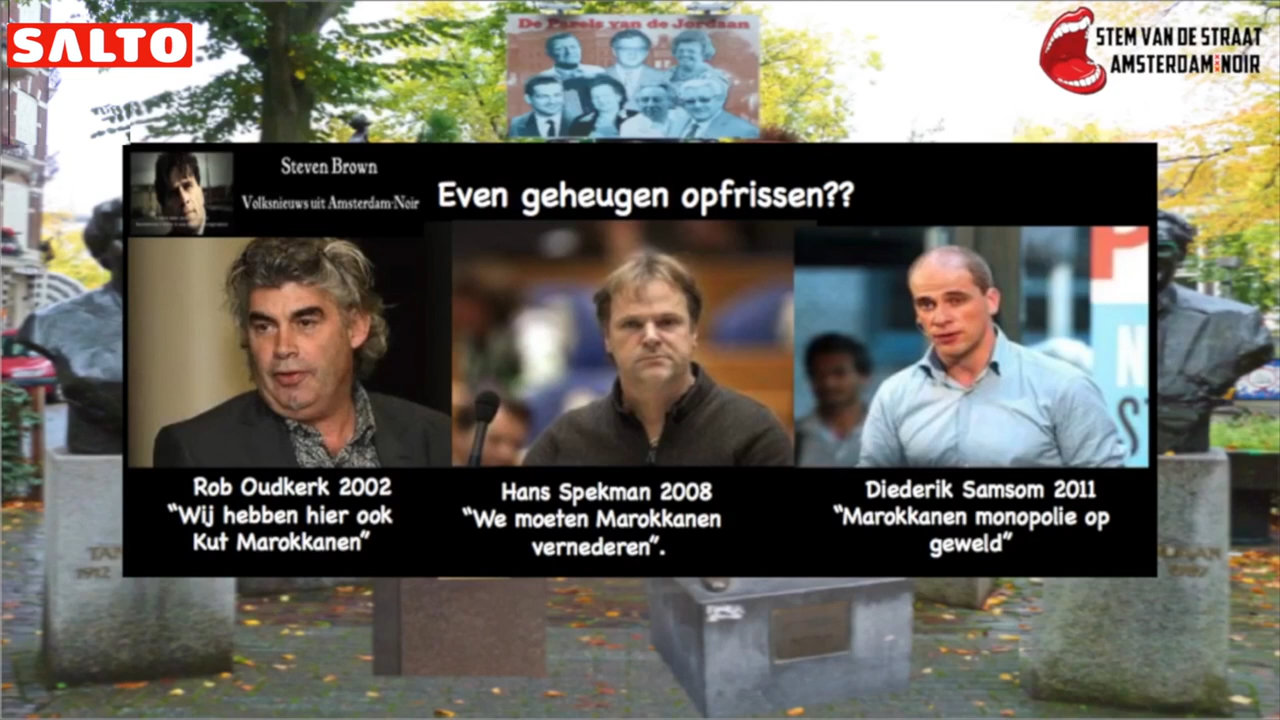 SALTO
De Parels van de Jordaan
STEM VAN DE STRAAT
AMSTERDAM NOIR
Steven Brown
Volksnieuws uit Amsterdam-Noir
Even geheugen opfrissen??
Rob Oudkerk 2002
“Wij hebben hier ook
Kut Marokkanen”
Hans Spekman 2008
“We moeten Marokkanen
vernederen”.
Diederik Samsom 2011
“Marokkanen monopolie op
geweld”